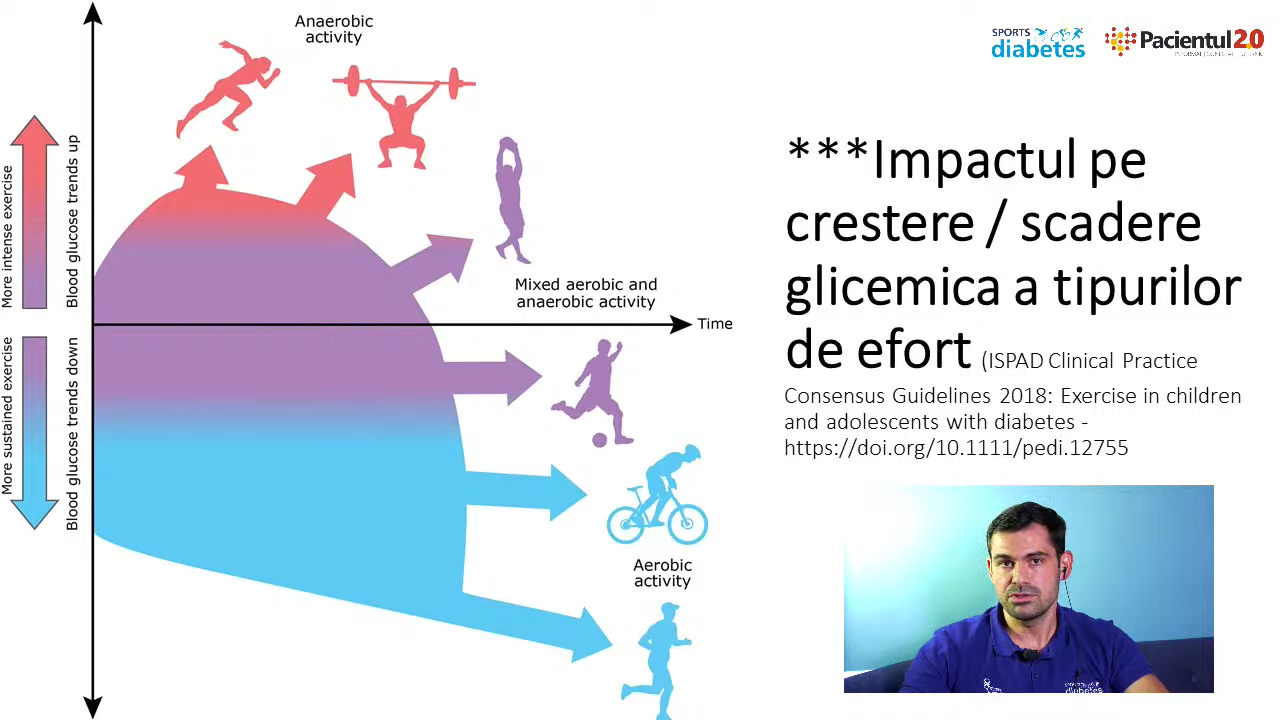 Anaerobic
activity
SPORTS
diabetes
Pacientul 2.0
More intense exercise
Blood glucose trends up
Mixed aerobic and
anaerobic activity
Time
More sustained exercise
Blood glucose trends down
Aerobic
activity
***Impactul pe
crestere / scadere
glicemica a tipurilor
de efort (ISPAD Clinical Practice
Consensus Guidelines 2018: Exercise in children
and adolescents with diabetes -
https://doi.org/10.1111/pedi.12755
diabetes